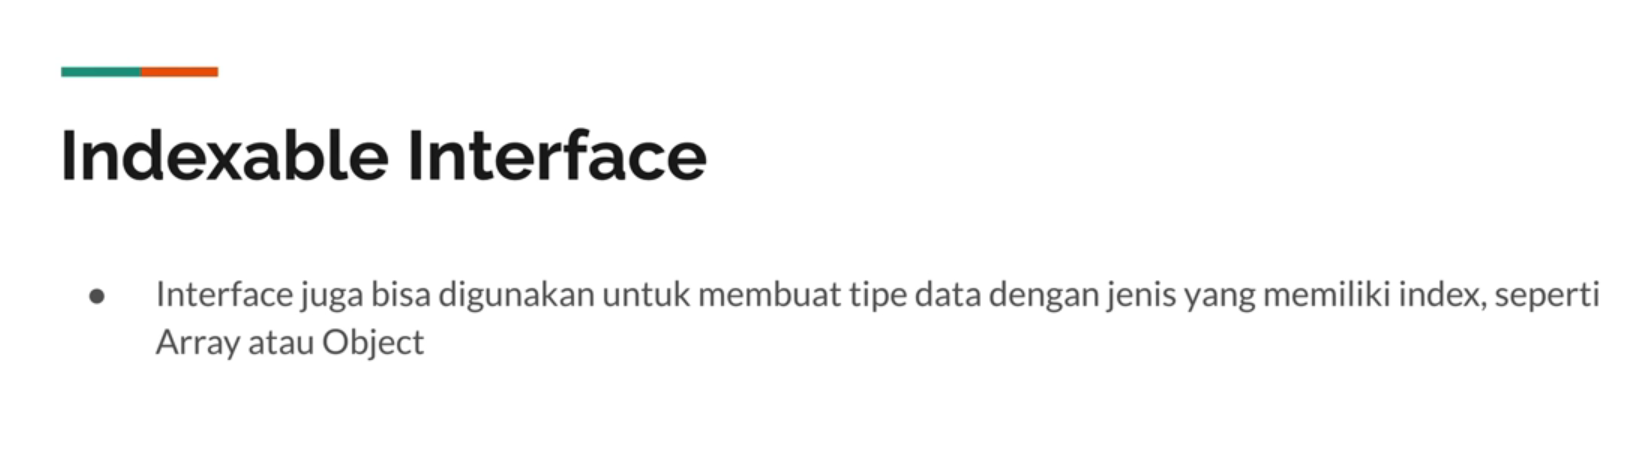 Indexable Interface
● Interface juga bisa digunakan untuk membuat tipe data dengan jenis yang memiliki index, seperti
Array atau Object